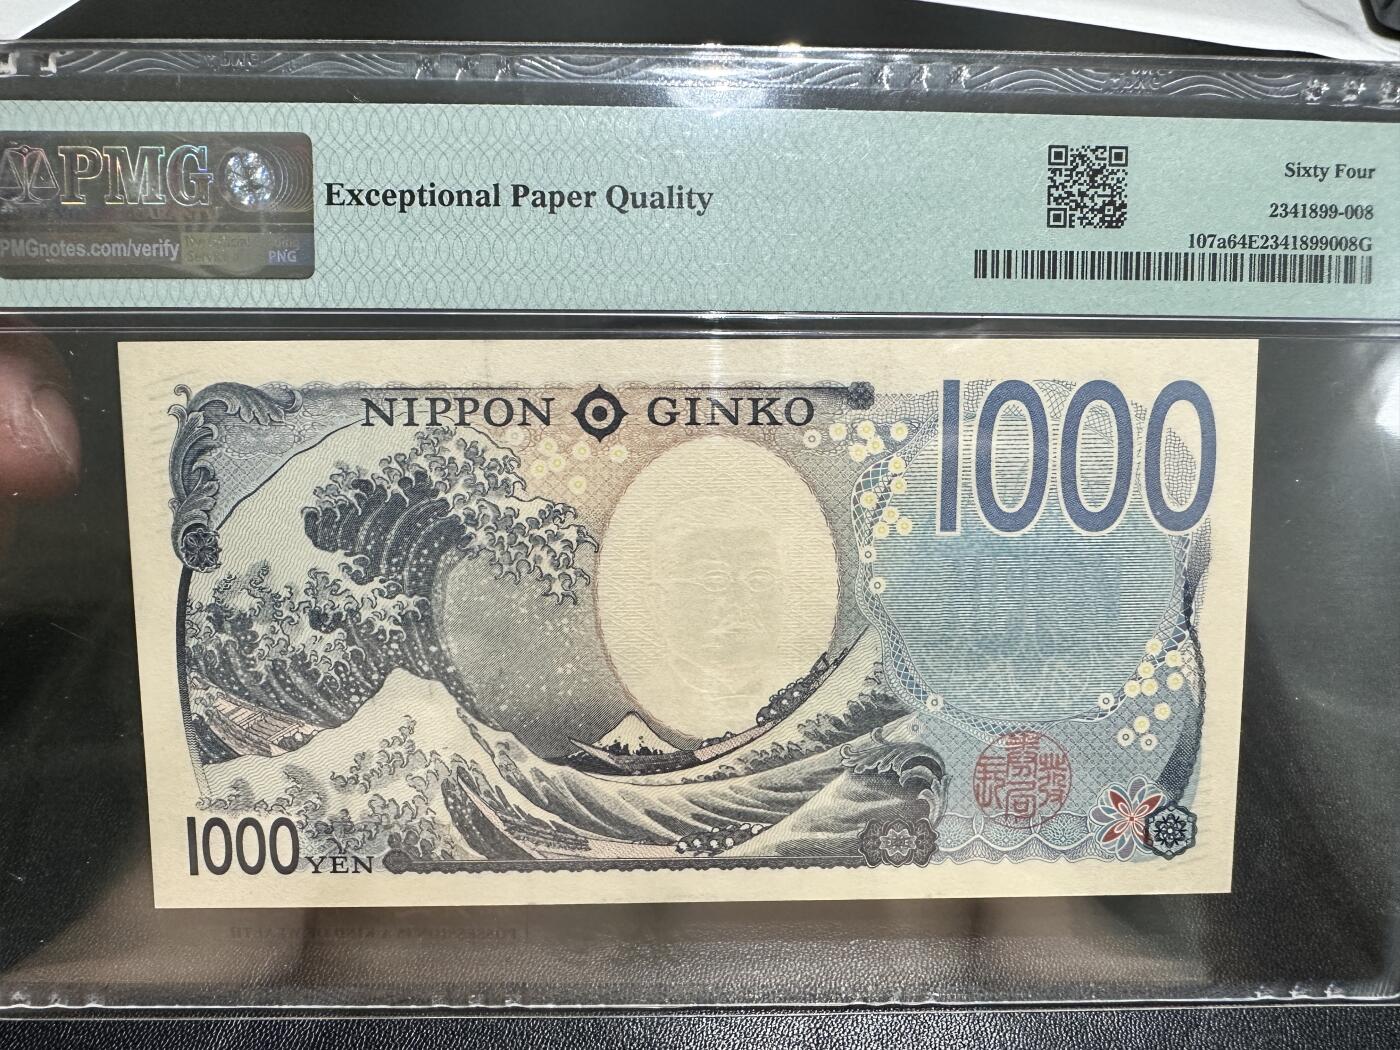 PMG
PMGnotes.com/verify
PNG
Exceptional Paper Quality
Sixty Four
2341899-008
107a64E2341899008G
NIPPON GINKO
1000
1000 YEN